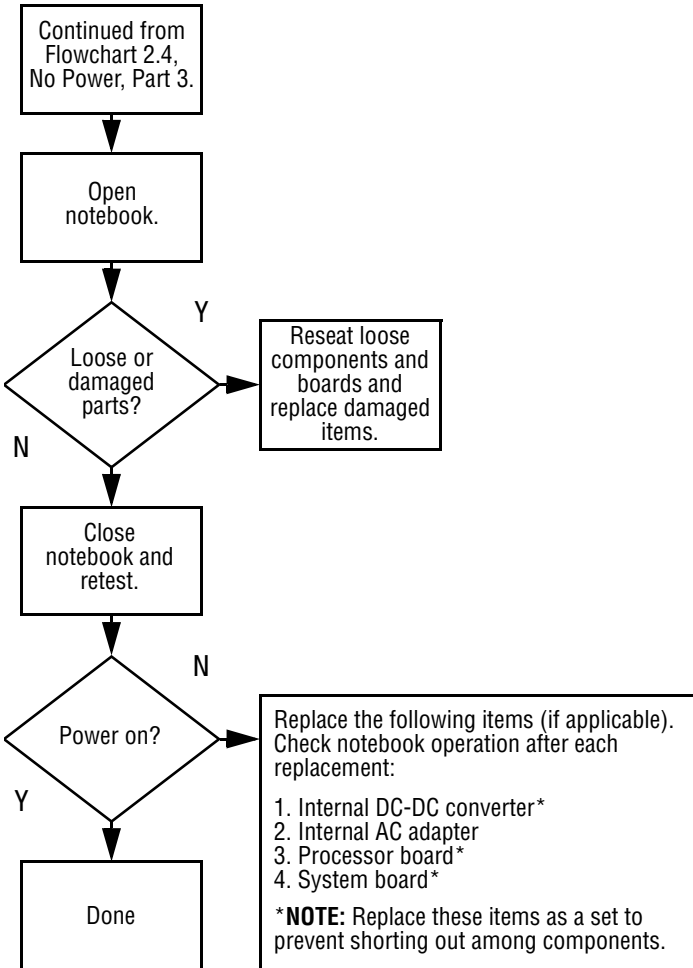 Continued from
Flowchart 2.4,
No Power, Part 3.
Open
notebook.
Y
Loose or
damaged
parts?
Reseat loose
components and
boards and
replace damaged
items.
N
Close
notebook and
retest.
N
Power on?
Replace the following items (if applicable).
Check notebook operation after each
replacement:
1. Internal DC-DC converter*
2. Internal AC adapter
3. Processor board*
4. System board*
*NOTE: Replace these items as a set to
prevent shorting out among components.
Y
Done